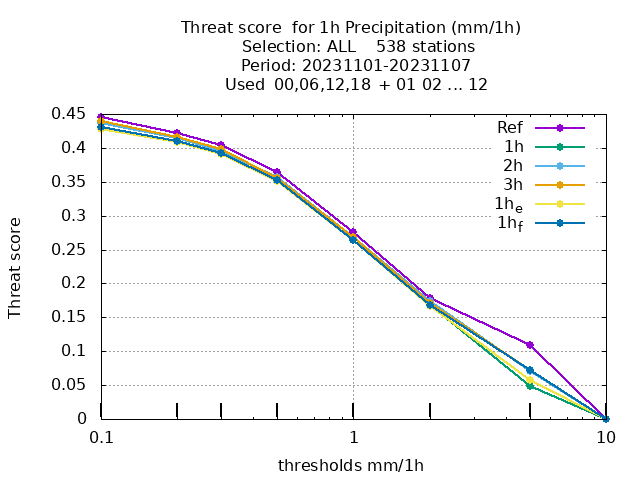 Threat score  for 1h Precipitation (mm/1h)
Selection: ALL    538 stations
Period: 20231101-20231107
Used  00,06,12,18  + 01 02 ... 12
Threat score
0.45
0.4
0.35
0.3
0.25
0.2
0.15
0.1
0.05
0
Ref
1h
2h
3h
1he
1hf
0.1
1
10
thresholds mm/1h